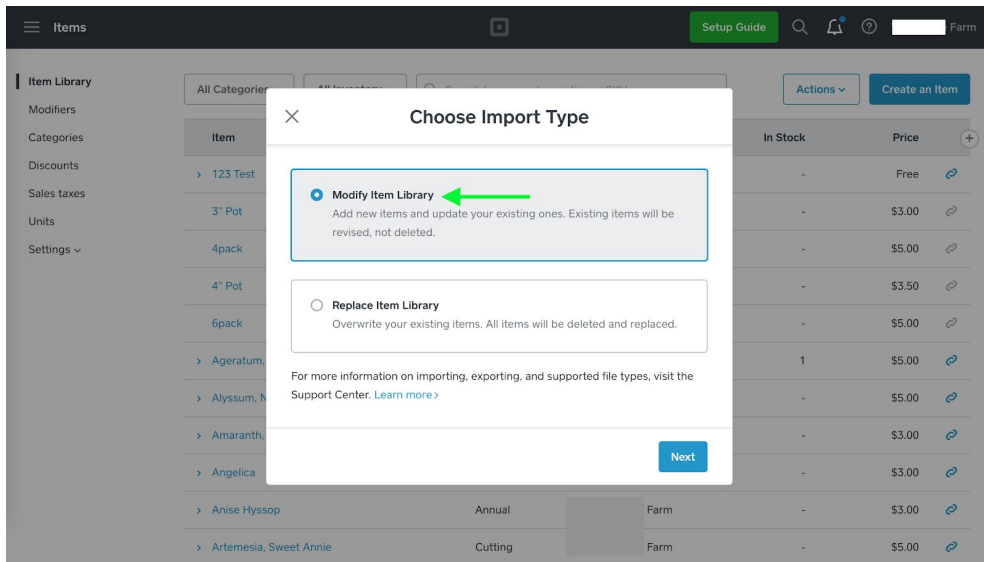 Items
Setup Guide
Farm
Item Library
Modifiers
Categories
Discounts
Sales taxes
Units
Settings
All Categories
Actions
Create an Item
Item
In Stock
Price
123 Test
-
Free
3" Pot
-
$3.00
4pack
-
$5.00
4" Pot
-
$3.50
6pack
-
$5.00
Ageratum,
1
$5.00
Alyssum, N
-
$5.00
Amaranth,
-
$3.00
Angelica
-
$3.00
Anise Hyssop
Annual
Farm
-
$3.00
Artemesia, Sweet Annie
Cutting
Farm
-
$5.00
Choose Import Type
Modify Item Library
Add new items and update your existing ones. Existing items will be
revised, not deleted.
Replace Item Library
Overwrite your existing items. All items will be deleted and replaced.
For more information on importing, exporting, and supported file types, visit the
Support Center. Learn more >
Next